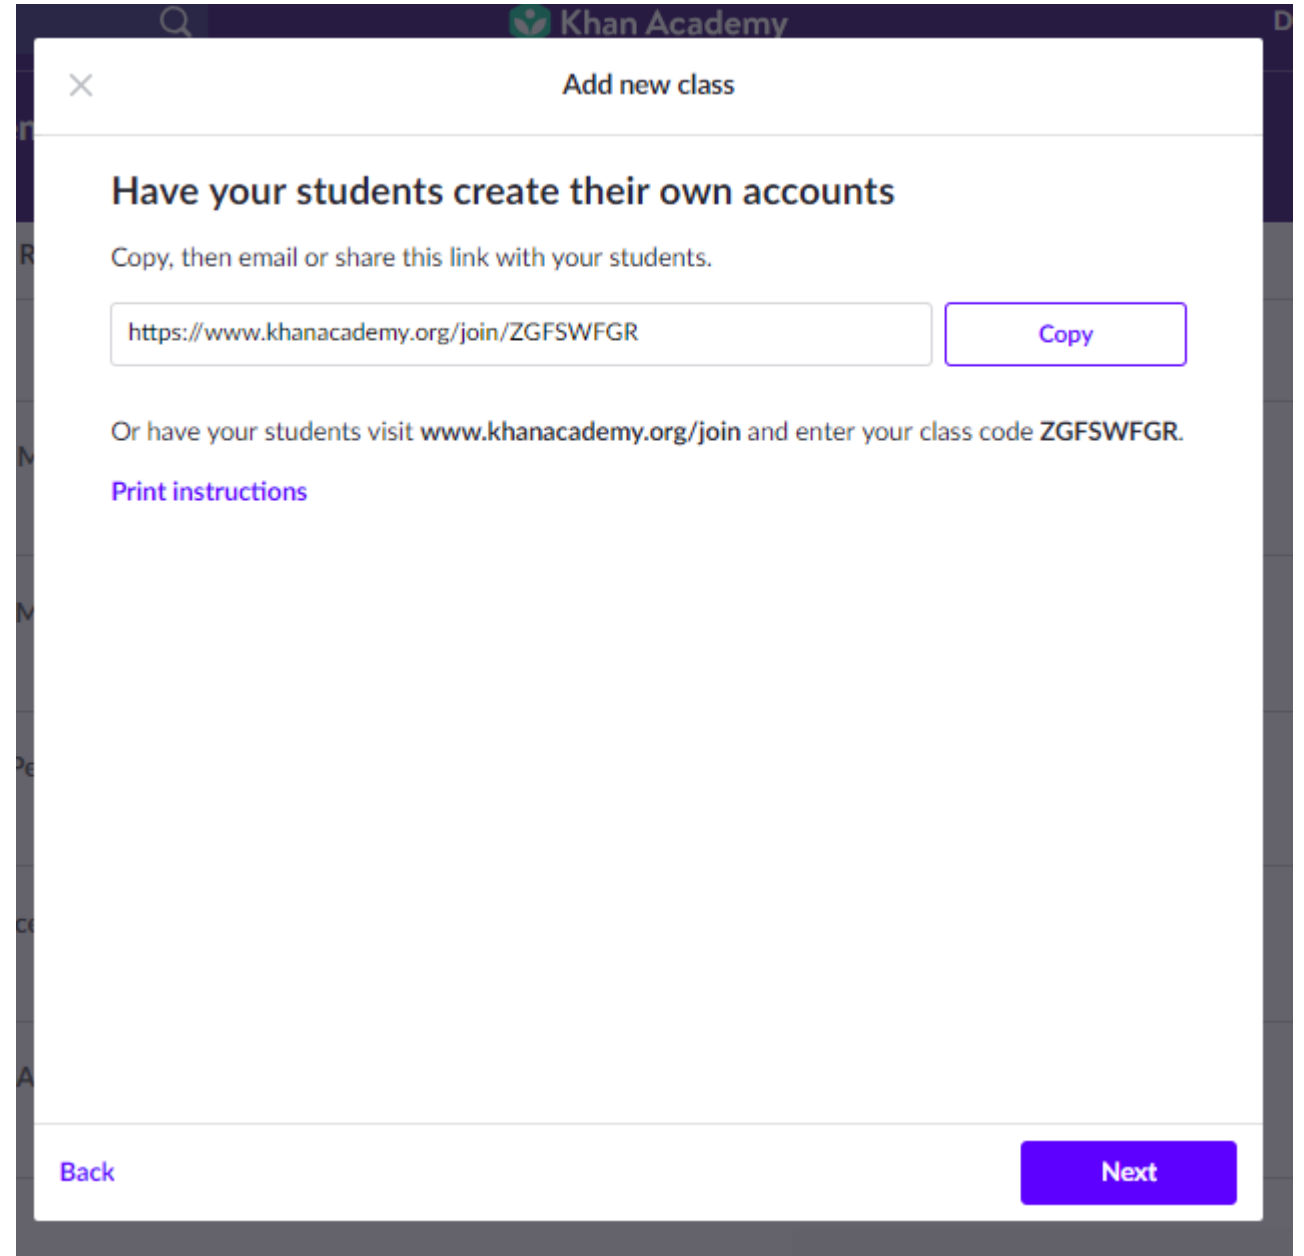 Khan Academy
Add new class
Have your students create their own accounts
Copy, then email or share this link with your students.
https://www.khanacademy.org/join/ZGFSWFGR
Copy
Or have your students visit www.khanacademy.org/join and enter your class code ZGFSWFGR.
Print instructions
Back
Next